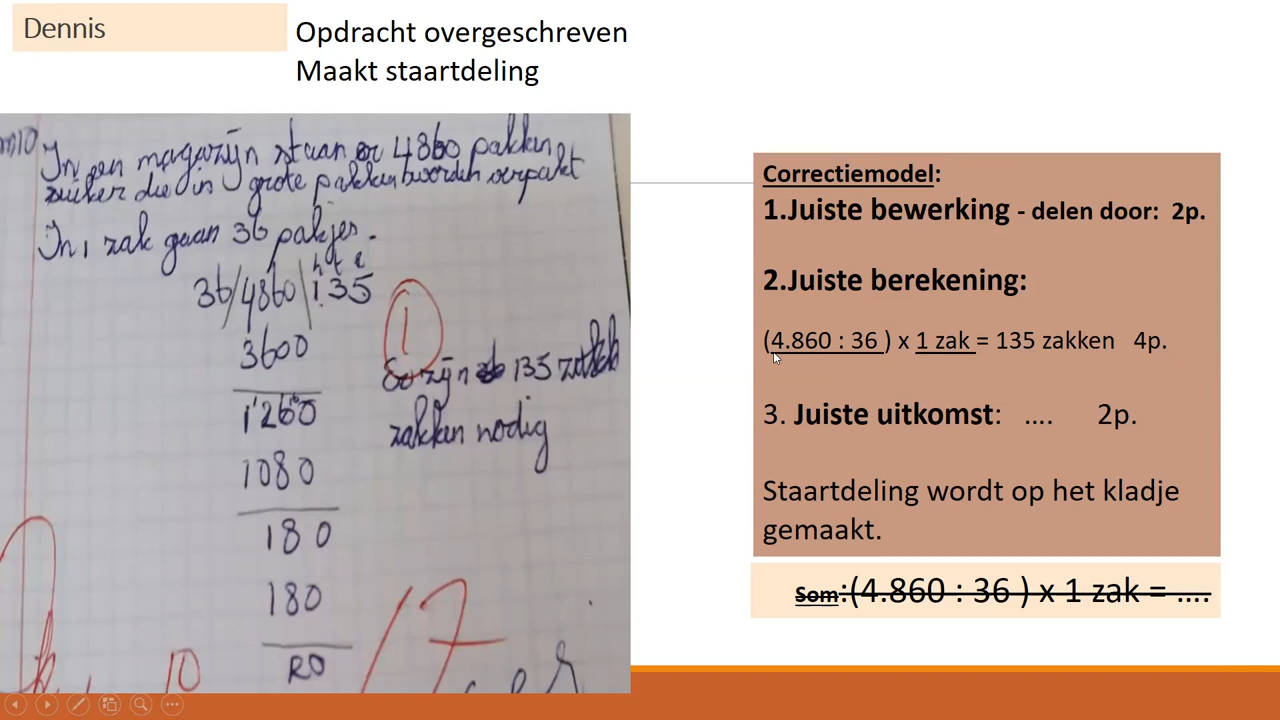 Dennis
Opdracht overgeschreven
Maakt staartdeling
In een magazijn staan er 4860 pakken
suiker die in grote pakken worden verpakt
In 1 zak gaan 36 pakjes.
h t e
36/4860\135
3600
1260
1080
180
180
R0
1
zijn 135
zakken nodig
10
17
Correctiemodel:
1.Juiste bewerking - delen door: 2p.
2.Juiste berekening:
(4.860 : 36 ) x 1 zak = 135 zakken 4p.
3. Juiste uitkomst: .... 2p.
Staartdeling wordt op het kladje
gemaakt.
Som:(4.860 : 36 ) x 1 zak = ....